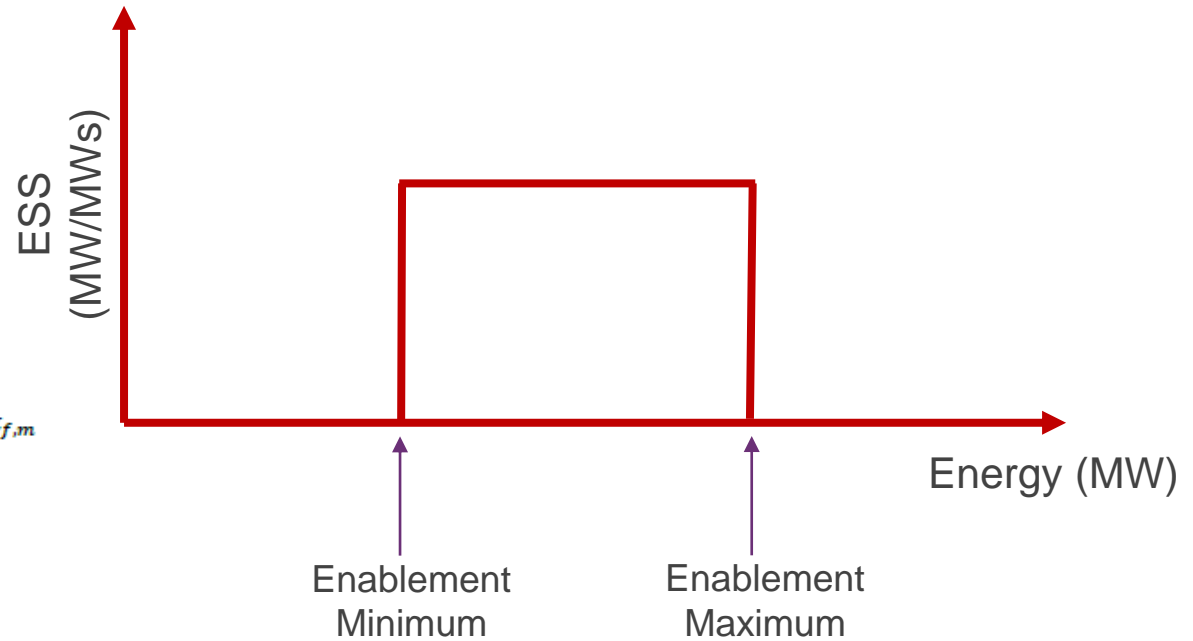 ESS
(MW/MWs)
f,m
Energy (MW)
Enablement
Minimum
Enablement
Maximum